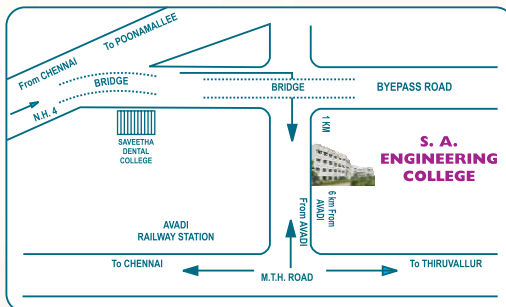 To POONAMALLEE
From CHENNAI
BRIDGE
N.H. 4
BRIDGE
BYEPASS ROAD
SAVEETHA
DENTAL
COLLEGE
1 KM
S. A.
ENGINEERING
COLLEGE
6 km From
AVADI
From AVADI
AVADI
RAILWAY STATION
To CHENNAI
M.T.H. ROAD
To THIRUVALLUR